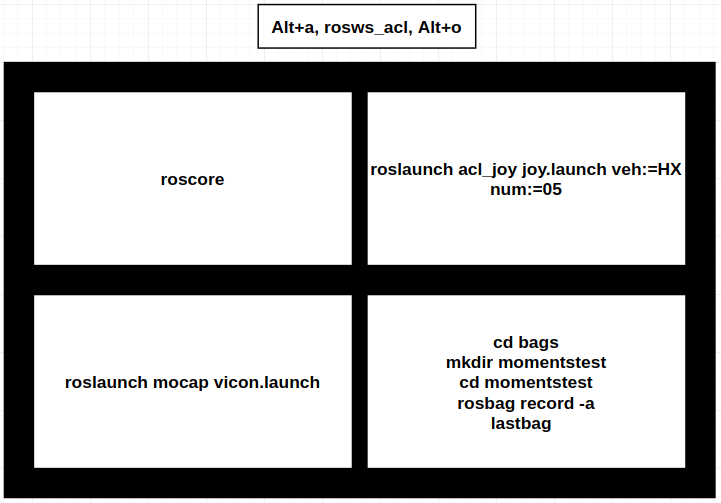 Alt+a, rosws_acl, Alt+o
roscore
roslaunch acl_joy joy.launch veh:=HX
num:=05
roslaunch mocap vicon.launch
cd bags
mkdir momentstest
cd momentstest
rosbag record -a
lastbag